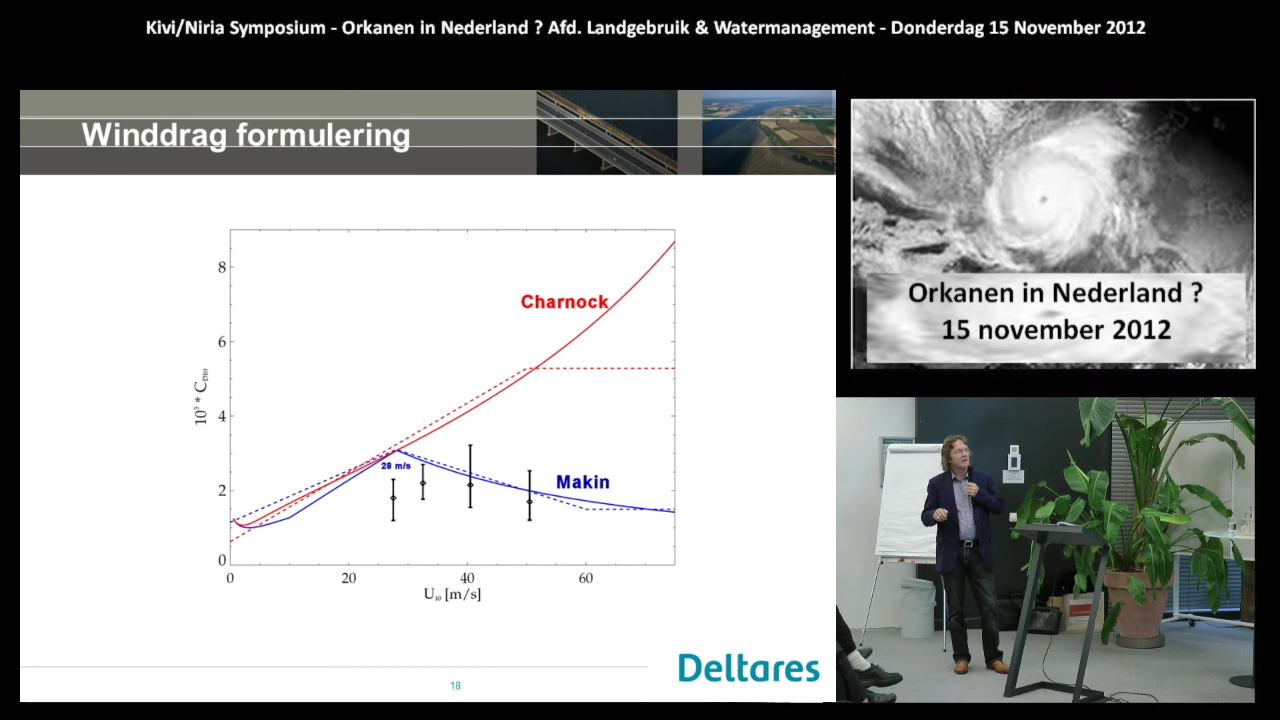 Kivi/Niria Symposium - Orkanen in Nederland ? Afd. Landgebruik & Watermanagement - Donderdag 15 November 2012
Winddrag formulering
8
6
4
2
0
10³ * C_D10
Charnock
28 m/s
Makin
0 20 40 60
U₁₀ [m/s]
18
Deltares
Orkanen in Nederland ?
15 november 2012